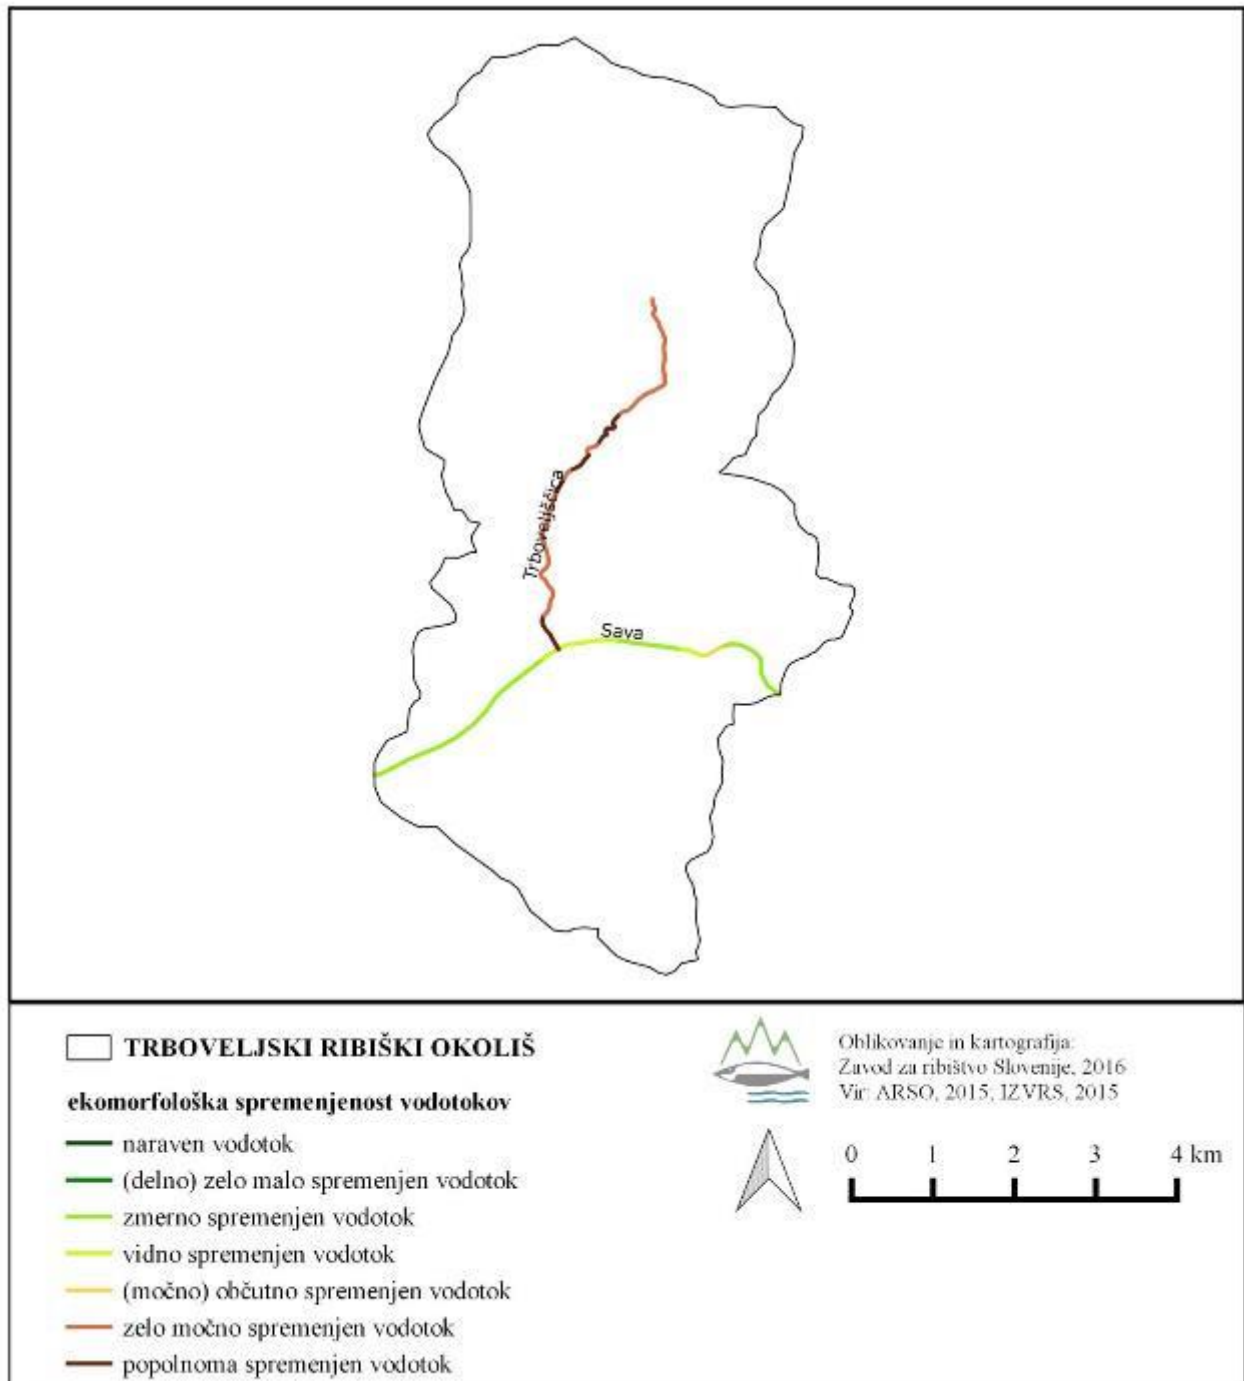 Trboveljščica
Sava
TRBOVELJSKI RIBIŠKI OKOLIŠ
ekomorfološka spremenjenost vodotokov
naraven vodotok
(delno) zelo malo spremenjen vodotok
zmerno spremenjen vodotok
vidno spremenjen vodotok
(močno) občutno spremenjen vodotok
zelo močno spremenjen vodotok
popolnoma spremenjen vodotok
Oblikovanje in kartografija:
Zavod za ribištvo Slovenije, 2016
Vir: ARSO, 2015, IZVRS, 2015
0 1 2 3 4 km